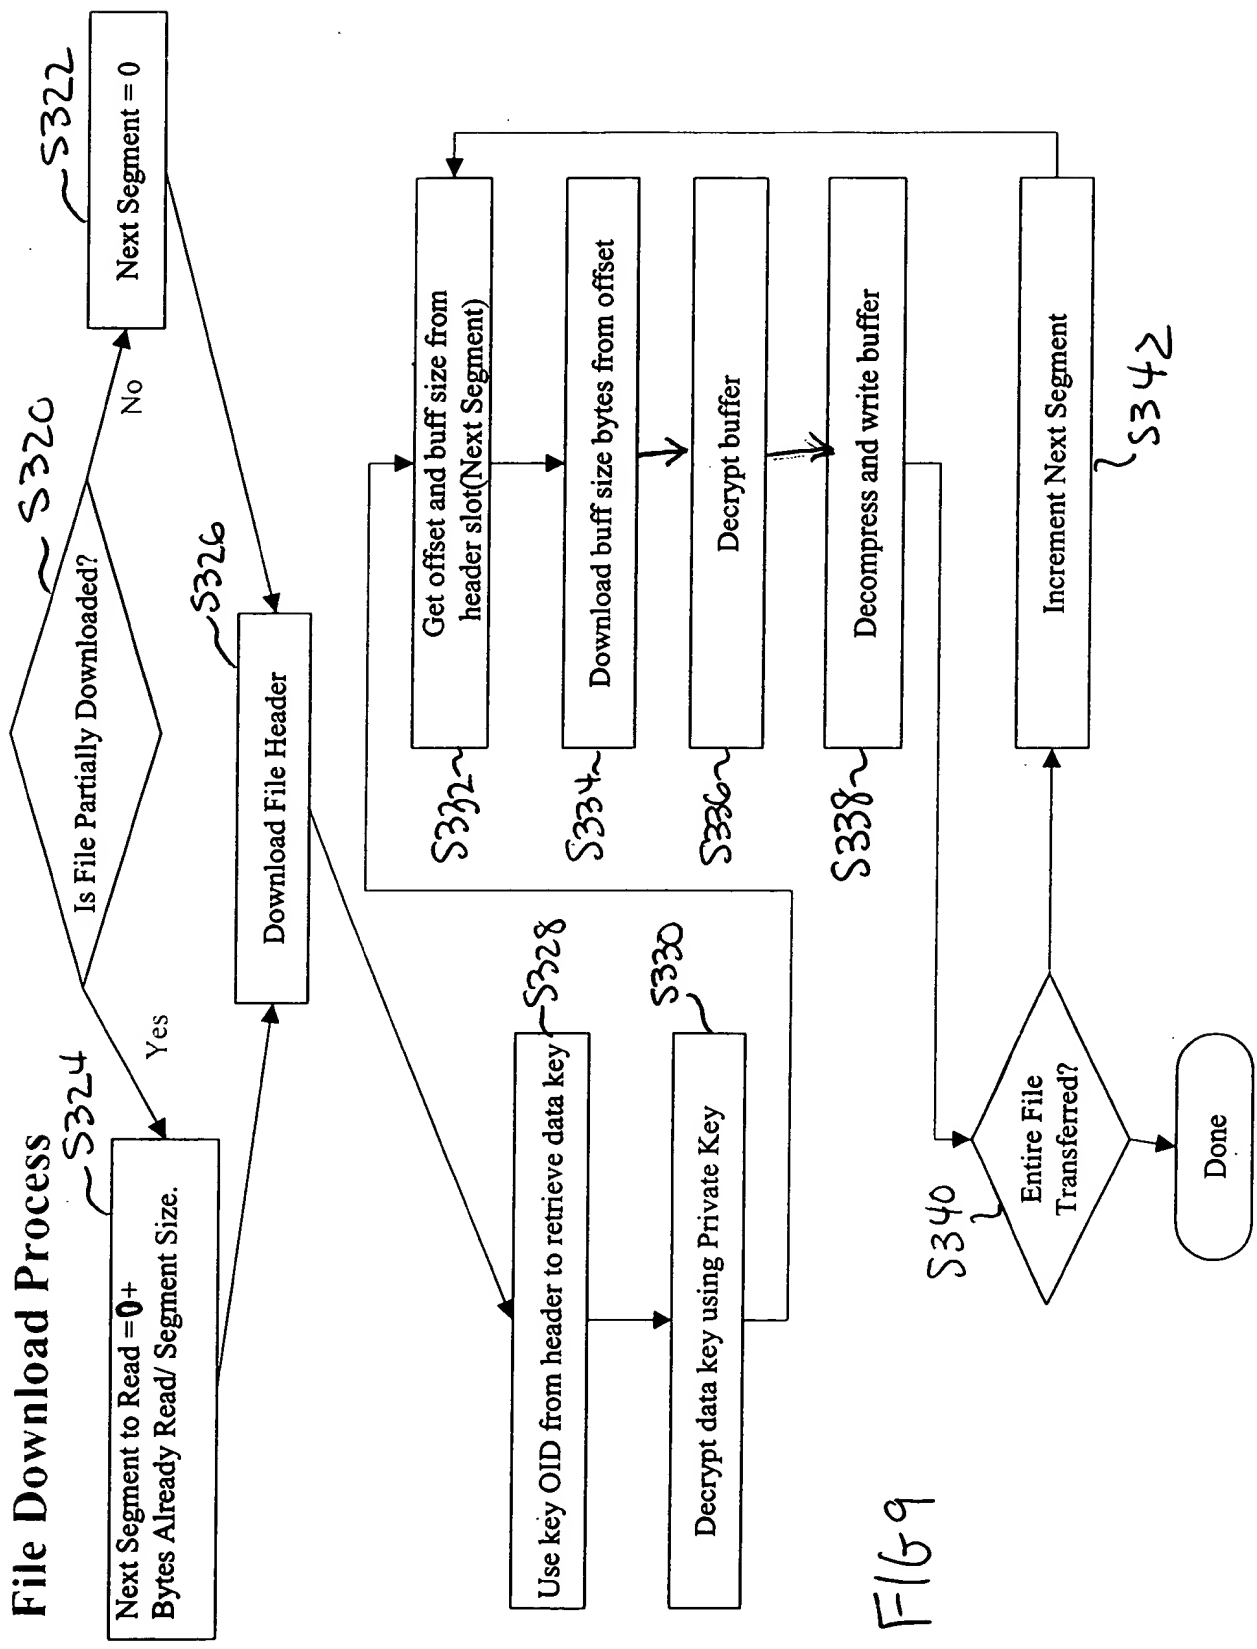 File Download Process
S320
Is File Partially Downloaded?
Yes
No
S324
Next Segment to Read =0+
Bytes Already Read/ Segment Size.
S322
Next Segment = 0
S326
Download File Header
S328
Use key OID from header to retrieve data key
S330
Decrypt data key using Private Key
S332
Get offset and buff size from
header slot(Next Segment)
S334
Download buff size bytes from offset
S336
Decrypt buffer
S338
Decompress and write buffer
S340
Entire File
Transferred?
Increment Next Segment
S342
Done
FIG 9